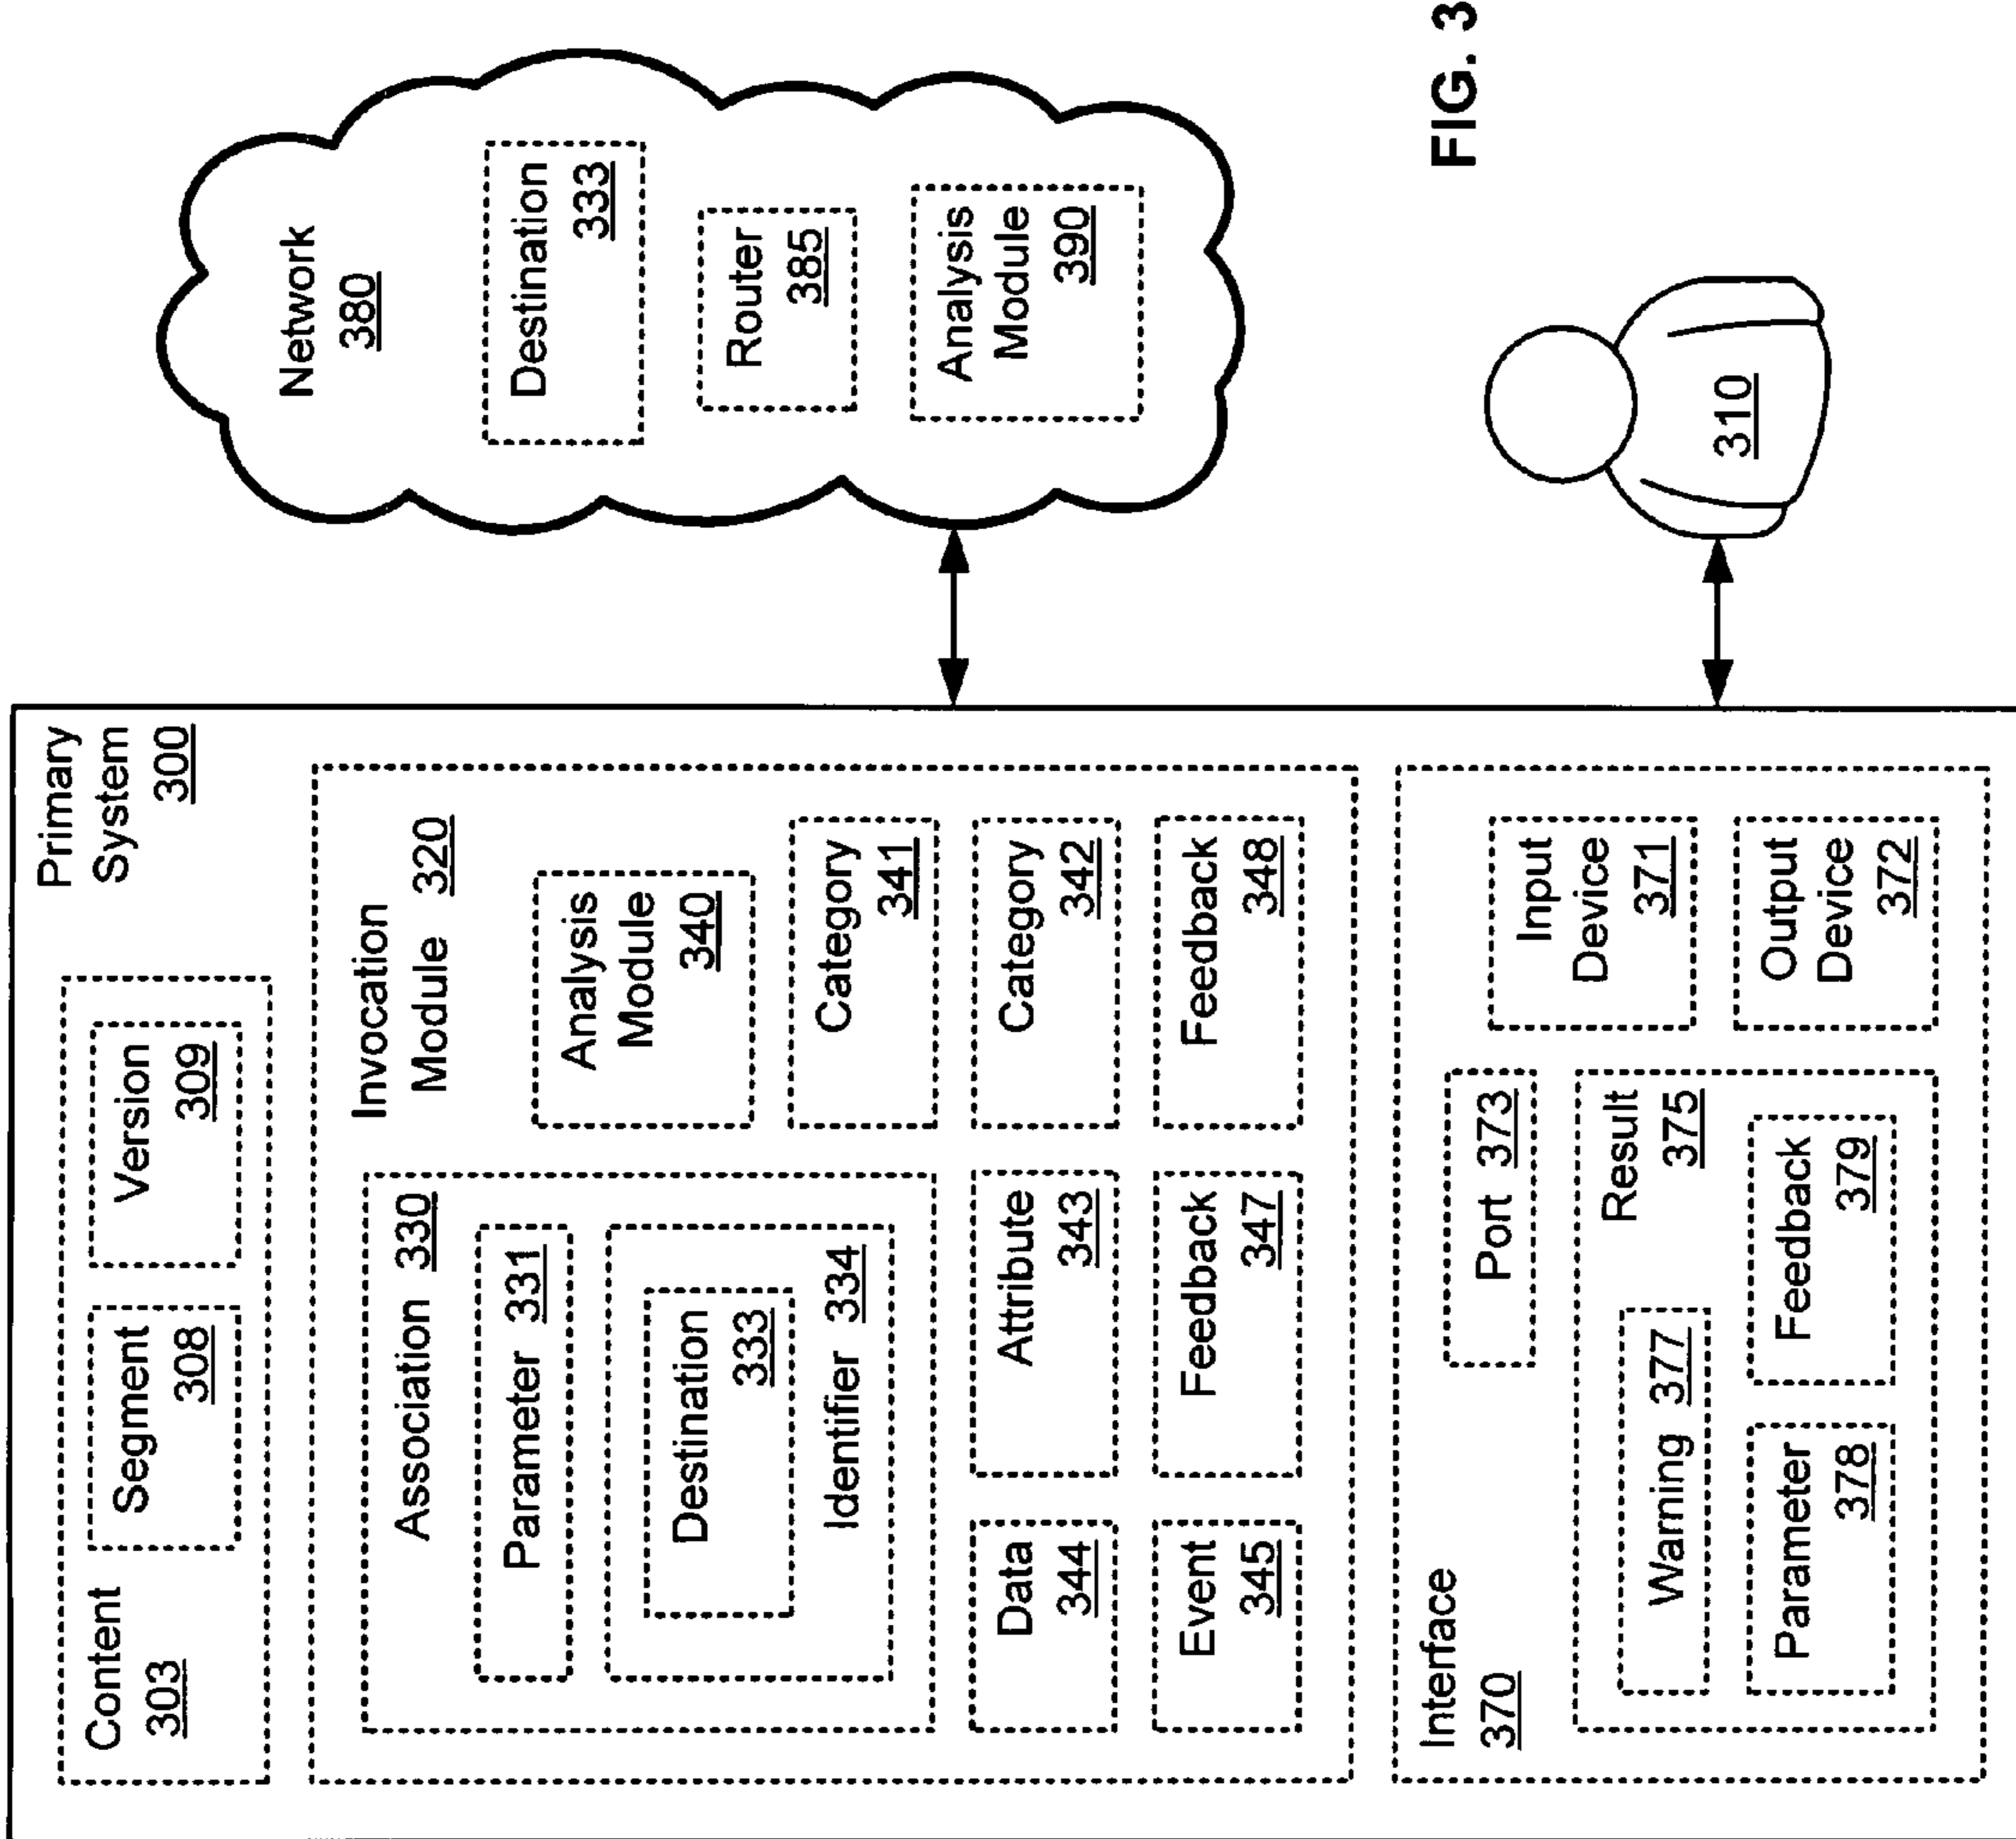 Primary
System
300
Content
303
Segment
308
Version
309
Invocation
Module 320
Association 330
Parameter 331
Destination
333
Identifier 334
Analysis
Module
340
Category
341
Data
344
Attribute
343
Category
342
Event
345
Feedback
347
Feedback
348
Interface
370
Port 373
Input
Device
371
Result
375
Warning 377
Parameter
378
Feedback
379
Output
Device
372
Network
380
Destination
333
Router
385
Analysis
Module
390
310
FIG. 3